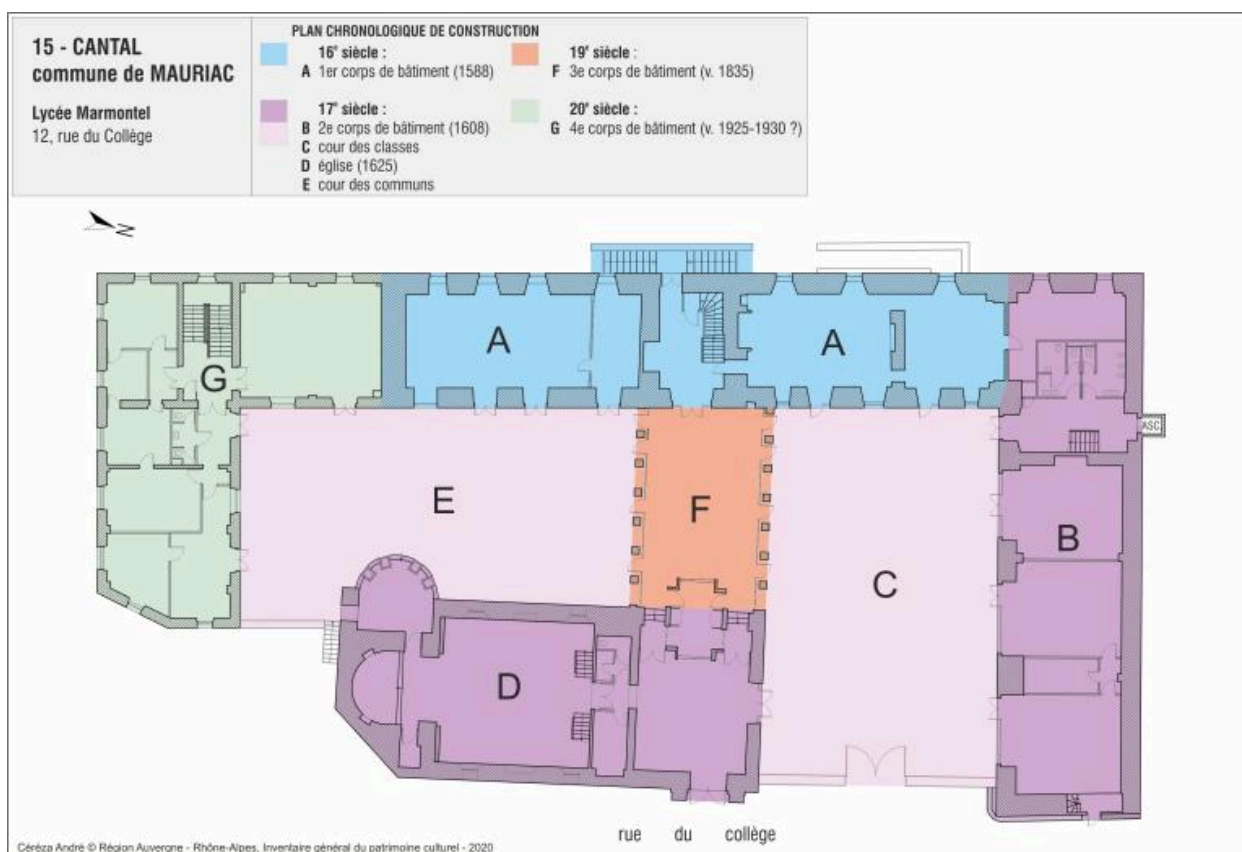 15 - CANTAL
commune de MAURIAC
Lycée Marmontel
12, rue du Collège
PLAN CHRONOLOGIQUE DE CONSTRUCTION
16e siècle :
A 1er corps de bâtiment (1588)
17e siècle :
B 2e corps de bâtiment (1608)
C cour des classes
D église (1625)
E cour des communs
19e siècle :
F 3e corps de bâtiment (v. 1835)
20e siècle :
G 4e corps de bâtiment (v. 1925-1930 ?)
N
A
A
G
ASC.
E
F
B
C
D
rue du collège
Céréza André © Région Auvergne - Rhône-Alpes, Inventaire général du patrimoine culturel - 2020